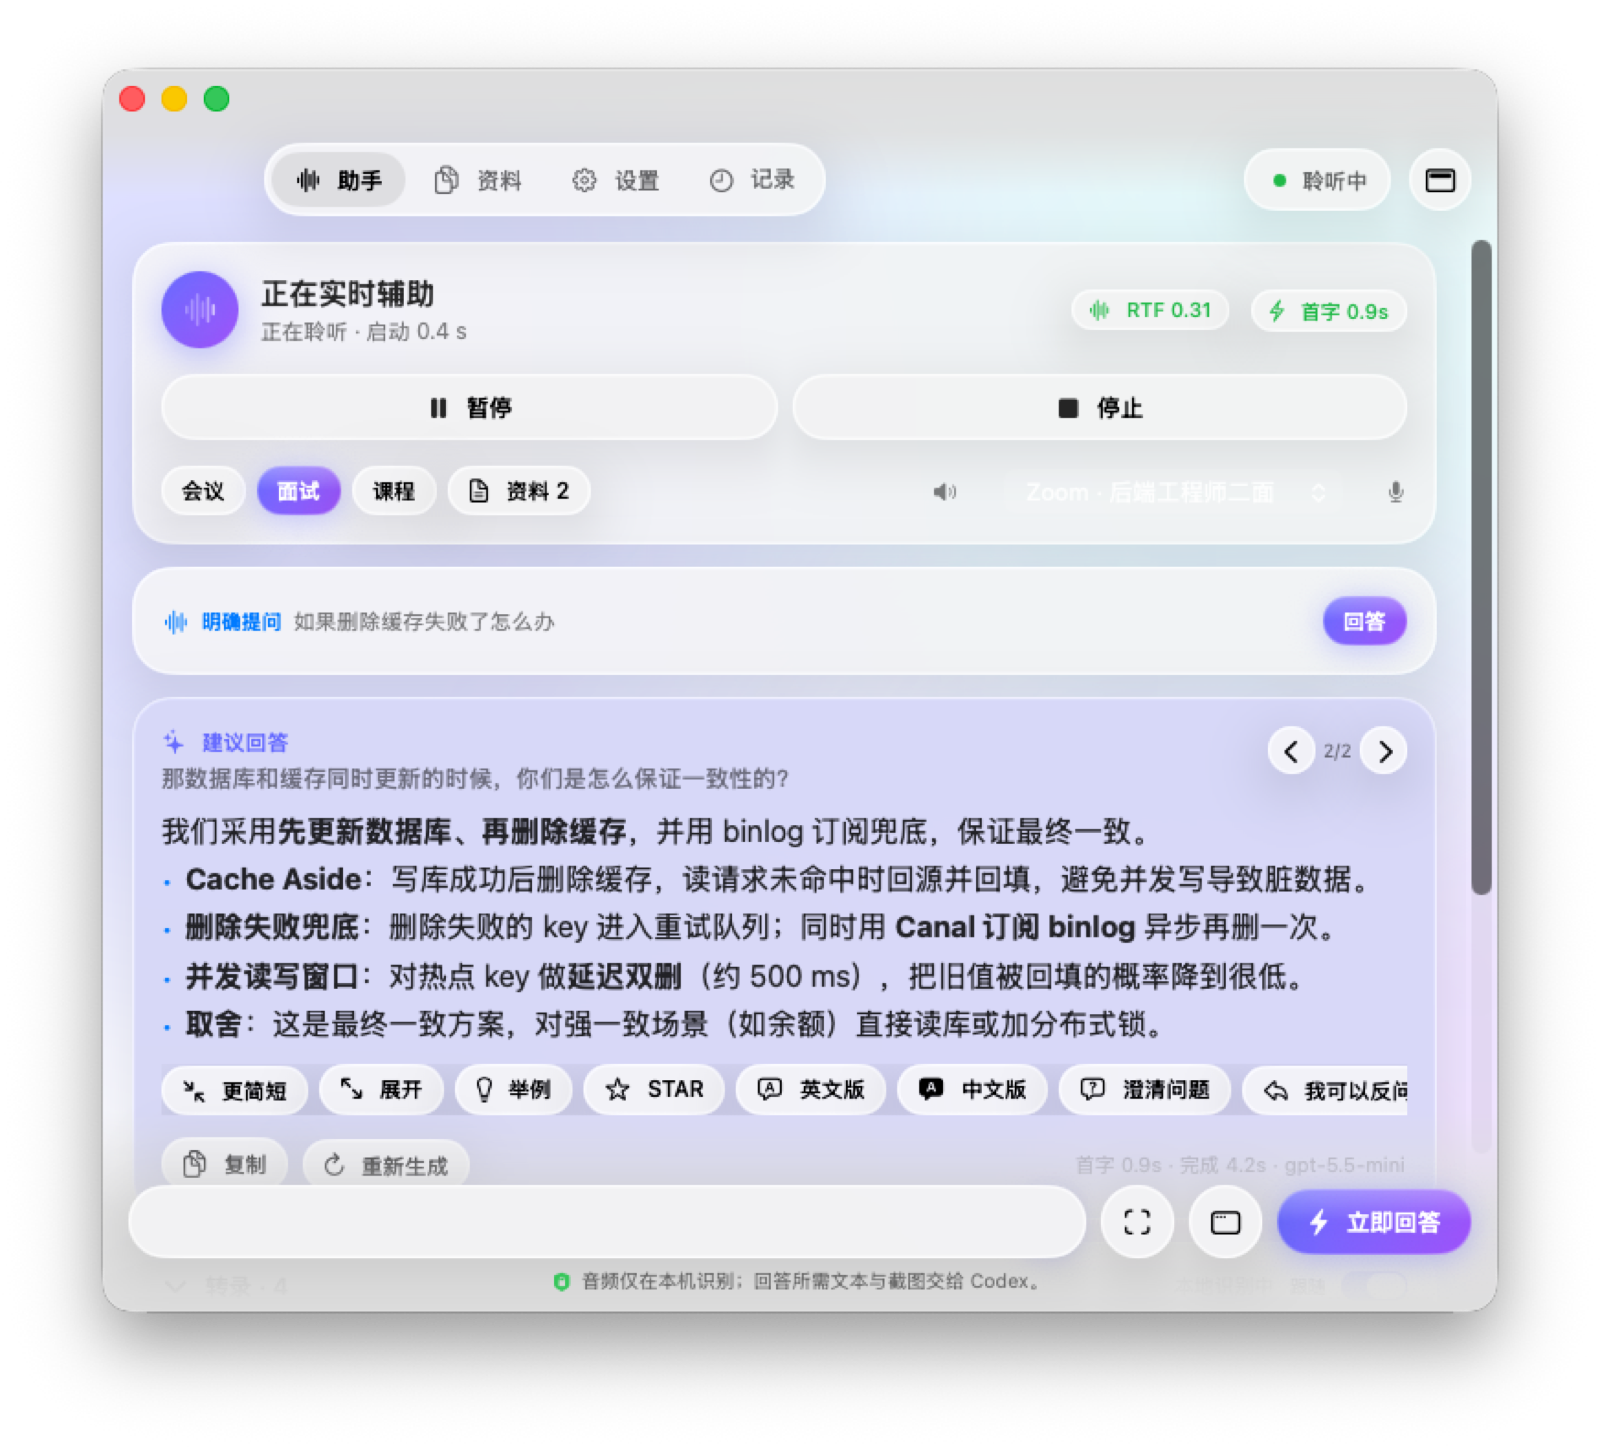 助手 资料 设置 记录 聆听中
正在实时辅助
正在聆听 · 启动 0.4 s
RTF 0.31 首字 0.9s
暂停 停止
会议 面试 课程 资料 2 Zoom · 后端工程师二面
明确提问 如果删除缓存失败了怎么办 回答
建议回答 2/2
那数据库和缓存同时更新的时候，你们是怎么保证一致性的？
我们采用先更新数据库、再删除缓存，并用 binlog 订阅兜底，保证最终一致。
· Cache Aside：写库成功后删除缓存，读请求未命中时回源并回填，避免并发写导致脏数据。
· 删除失败兜底：删除失败的 key 进入重试队列；同时用 Canal 订阅 binlog 异步再删一次。
· 并发读写窗口：对热点 key 做延迟双删（约 500 ms），把旧值被回填的概率降到很低。
· 取舍：这是最终一致方案，对强一致场景（如余额）直接读库或加分布式锁。
更简短 展开 举例 STAR 英文版 中文版 澄清问题 我可以反问
复制 重新生成 首字 0.9s · 完成 4.2s · gpt-5.5-mini
立即回答
转录 · 4
音频仅在本机识别；回答所需文本与截图交给 Codex。